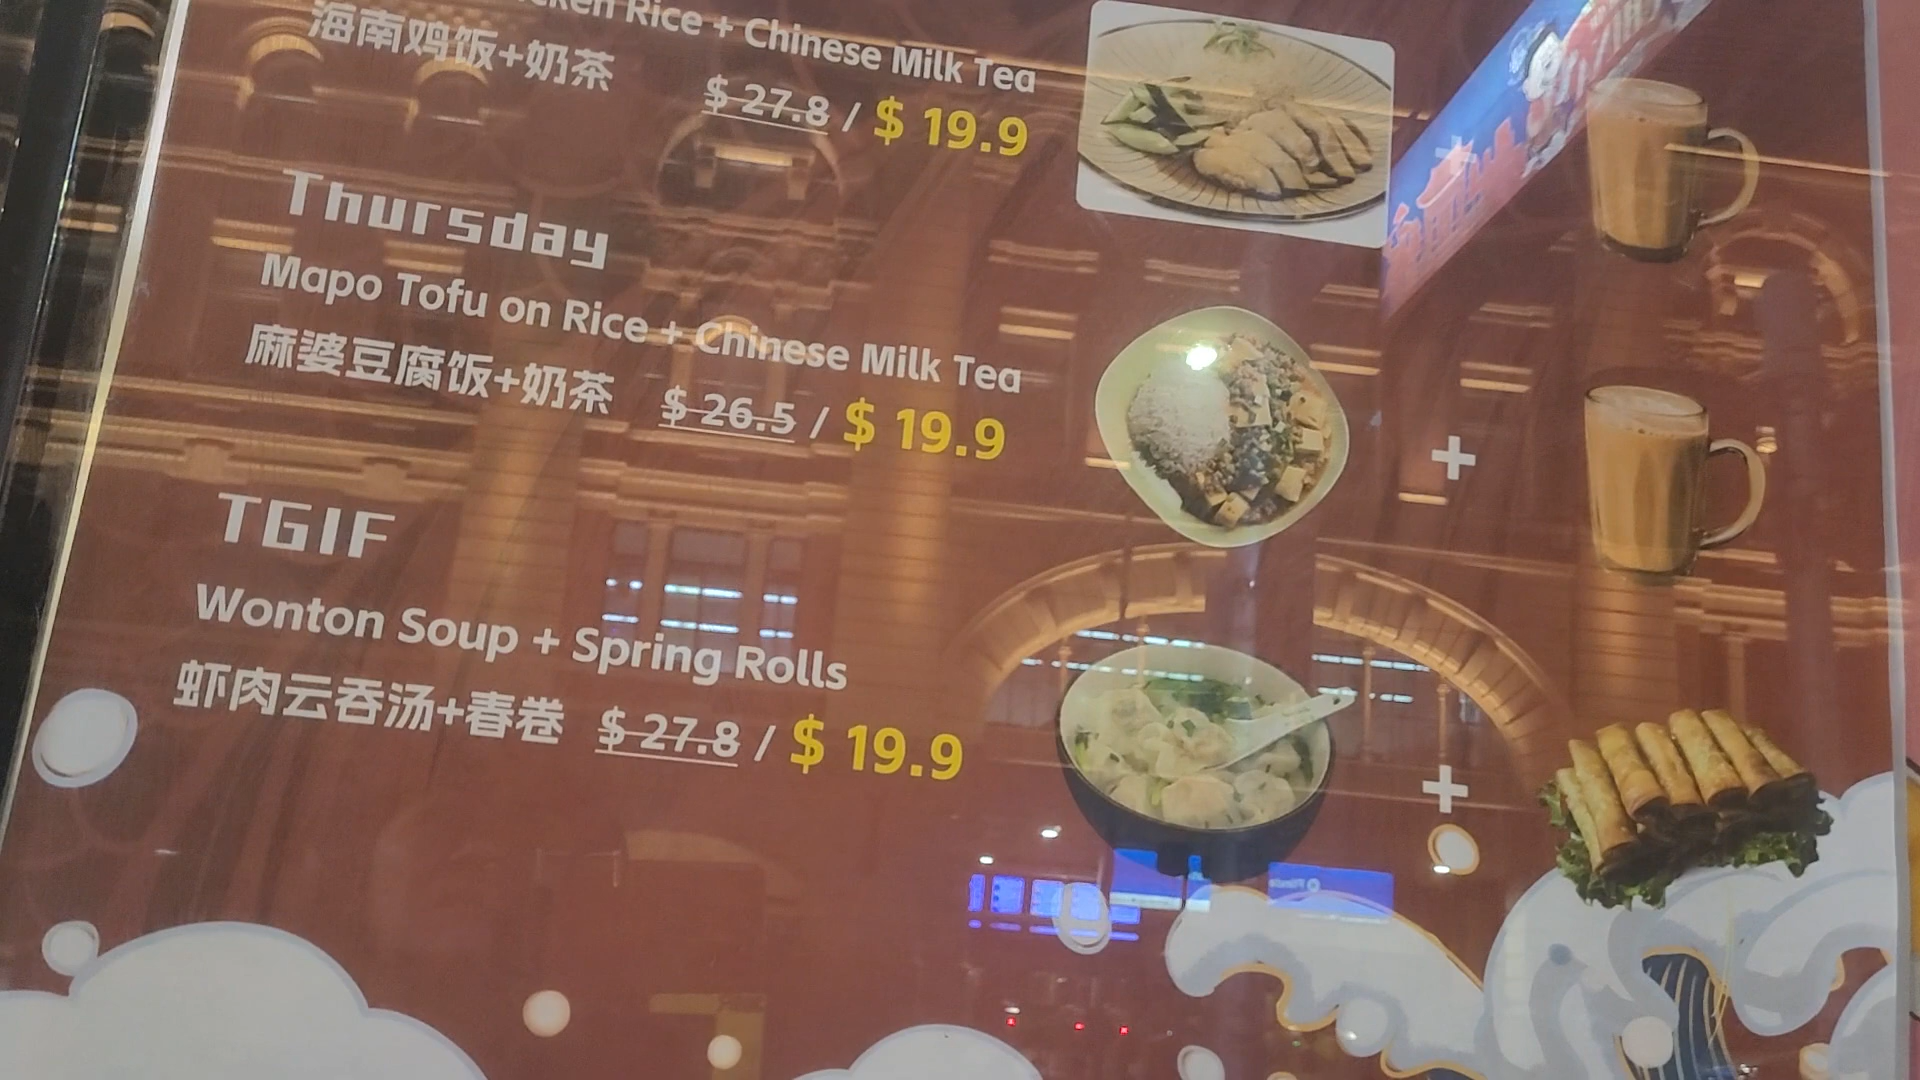 Rice + Chinese Milk Tea
海南鸡饭+奶茶
$ 27.8 / $ 19.9
Thursday
Mapo Tofu on Rice + Chinese Milk Tea
麻婆豆腐饭+奶茶 $ 26.5 / $ 19.9
+
TGIF
Wonton Soup + Spring Rolls
虾肉云吞汤+春卷 $ 27.8 / $ 19.9
+